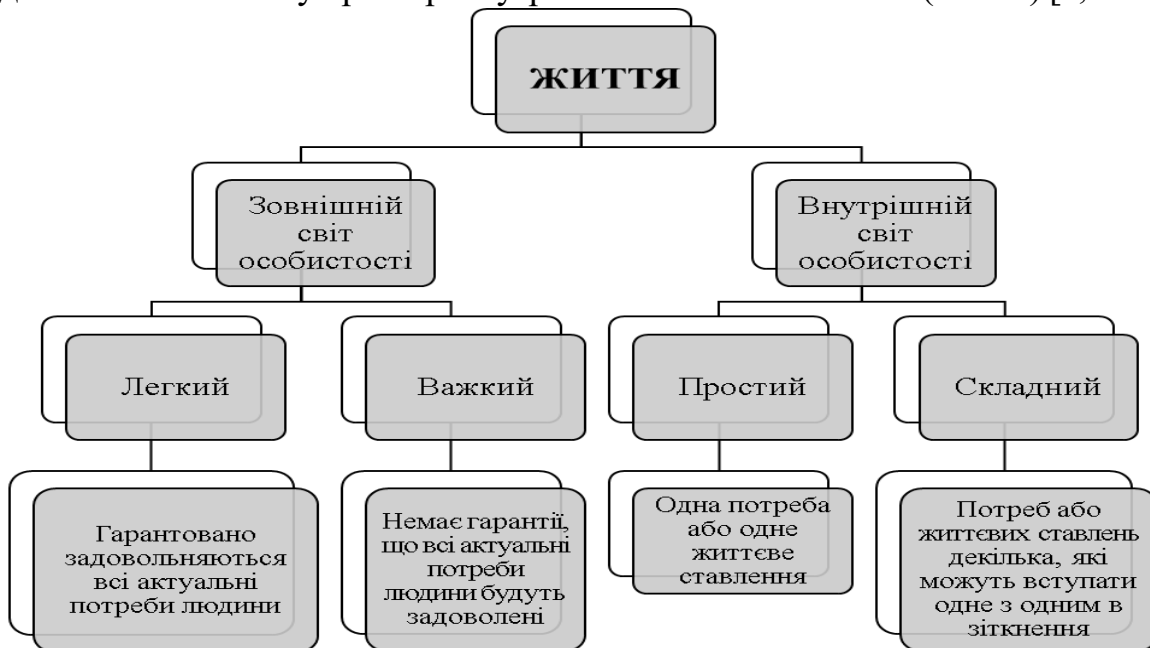 ЖИТТЯ
Зовнішній
світ
особистості
Внутрішній
світ
особистості
Легкий
Важкий
Простий
Складний
Гарантовано
задовольняються
всі актуальні
потреби людини
Немає гарантії,
що всі актуальні
потреби
людини будуть
задоволені
Одна потреба
або одне
життєве
ставлення
Потреб або
життєвих ставлень
декілька, які
можуть вступати
одне з одним в
зіткнення